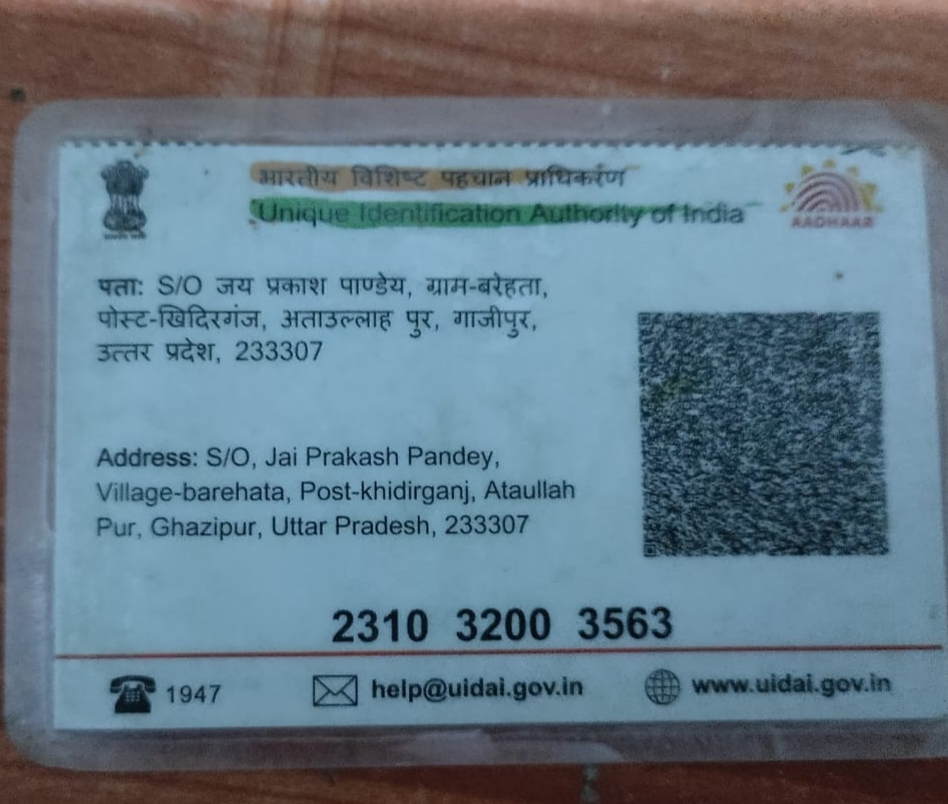 भारतीय विशिष्ट पहचान प्राधिकरण
Unique Identification Authority of India
AADHAAR
पता: S/O जय प्रकाश पाण्डेय, ग्राम-बरेहता,
पोस्ट-खिदिरगंज, अताउल्लाह पुर, गाजीपुर,
उत्तर प्रदेश, 233307
Address: S/O, Jai Prakash Pandey,
Village-barehata, Post-khidirganj, Ataullah
Pur, Ghazipur, Uttar Pradesh, 233307
2310 3200 3563
1947 help@uidai.gov.in www.uidai.gov.in